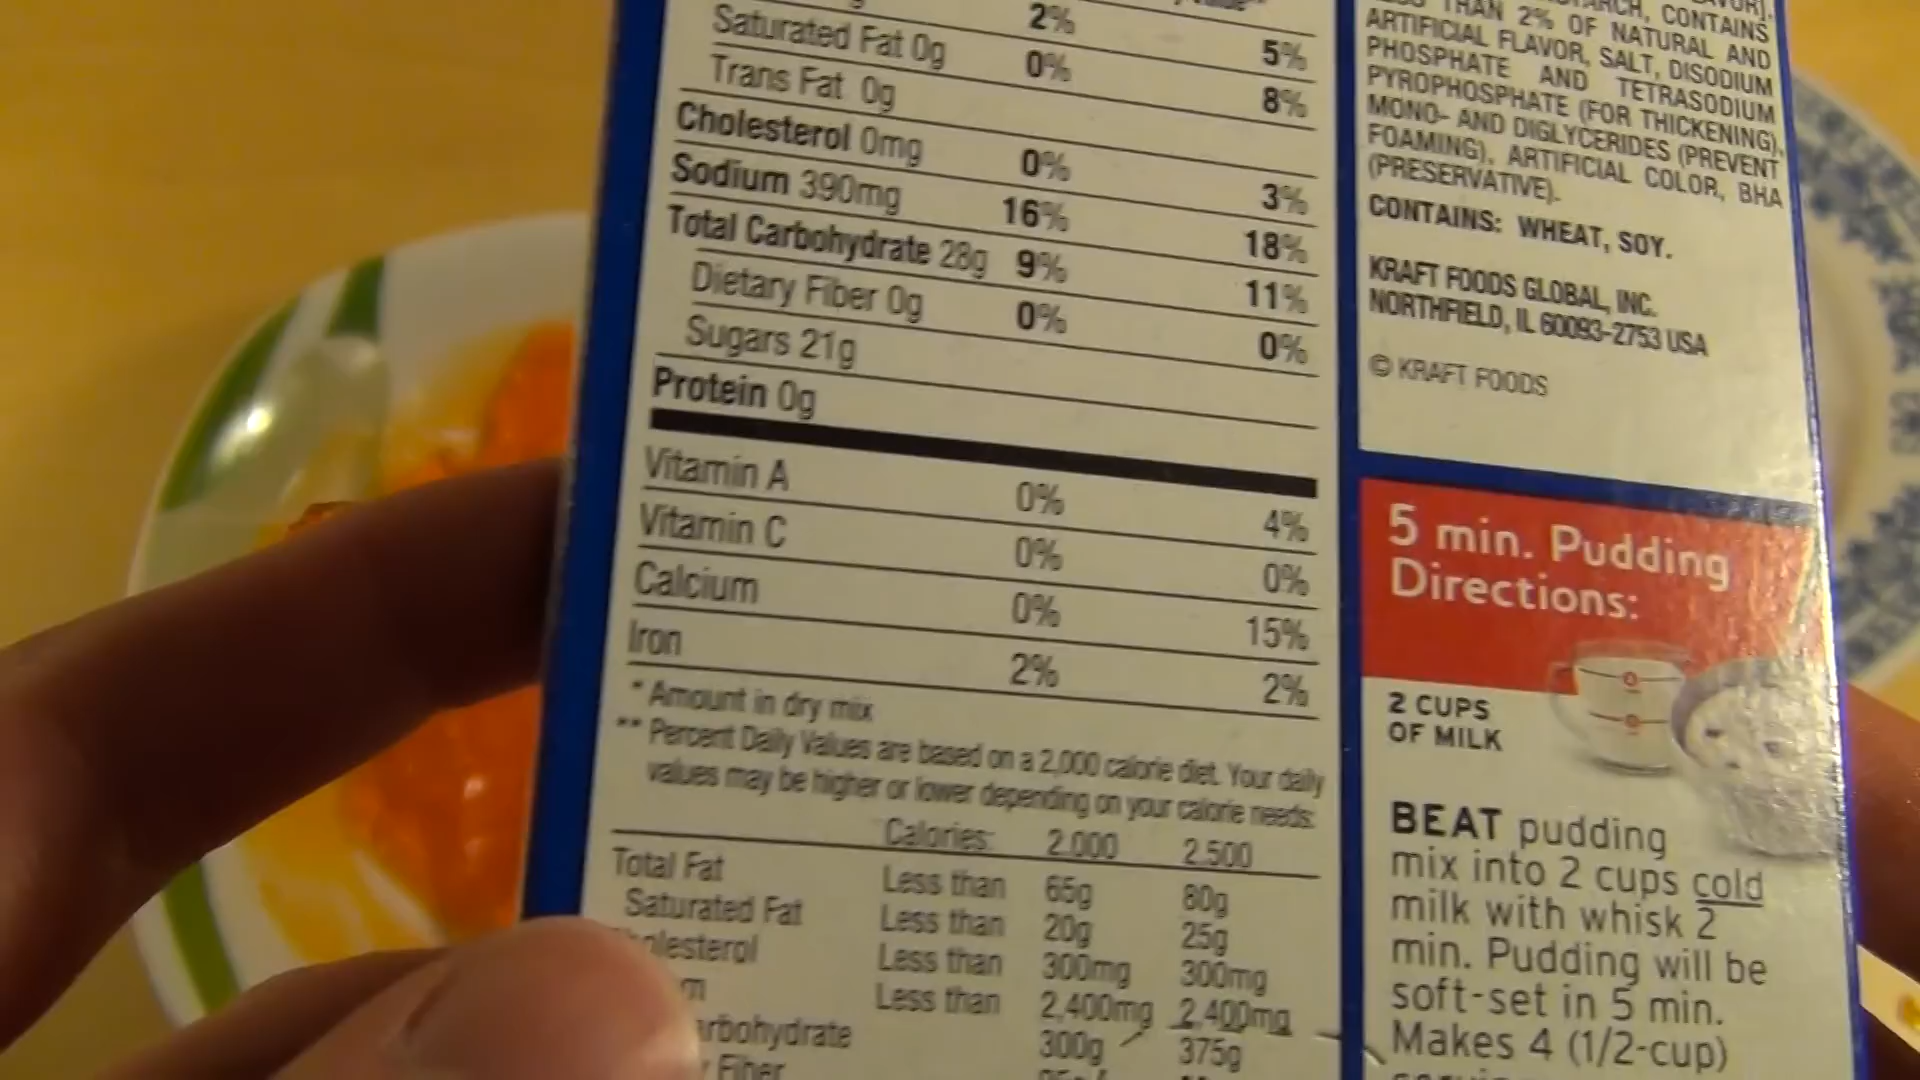 2% 5%
Saturated Fat 0g 0% 8%
Trans Fat 0g
Cholesterol 0mg 0% 3%
Sodium 390mg 16% 18%
Total Carbohydrate 28g 9% 11%
Dietary Fiber 0g 0% 0%
Sugars 21g
Protein 0g
Vitamin A 0% 4%
Vitamin C 0% 0%
Calcium 0% 15%
Iron 2% 2%
* Amount in dry mix
** Percent Daily Values are based on a 2,000 calorie diet. Your daily
values may be higher or lower depending on your calorie needs:
Calories: 2,000 2,500
Total Fat Less than 65g 80g
Saturated Fat Less than 20g 25g
Less than 300mg 300mg
Less than 2,400mg 2,400mg
300g 375g
Fiber
CONTAINS
THAN 2% OF NATURAL AND
ARTIFICIAL FLAVOR, SALT, DISODIUM
PHOSPHATE AND TETRASODIUM
PYROPHOSPHATE (FOR THICKENING),
MONO- AND DIGLYCERIDES (PREVENT
FOAMING), ARTIFICIAL COLOR, BHA
(PRESERVATIVE).
CONTAINS: WHEAT, SOY.
KRAFT FOODS GLOBAL, INC.
NORTHFIELD, IL 60093-2753 USA
© KRAFT FOODS
5 min. Pudding
Directions:
2 CUPS
OF MILK
BEAT pudding
mix into 2 cups cold
milk with whisk 2
min. Pudding will be
soft-set in 5 min.
Makes 4 (1/2-cup)